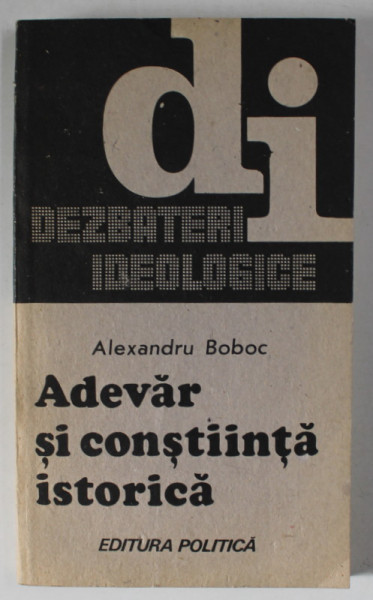 di
DEZBATERI
IDEOLOGICE
Alexandru Boboc
Adevăr
și conștiință
istorică
EDITURA POLITICĂ